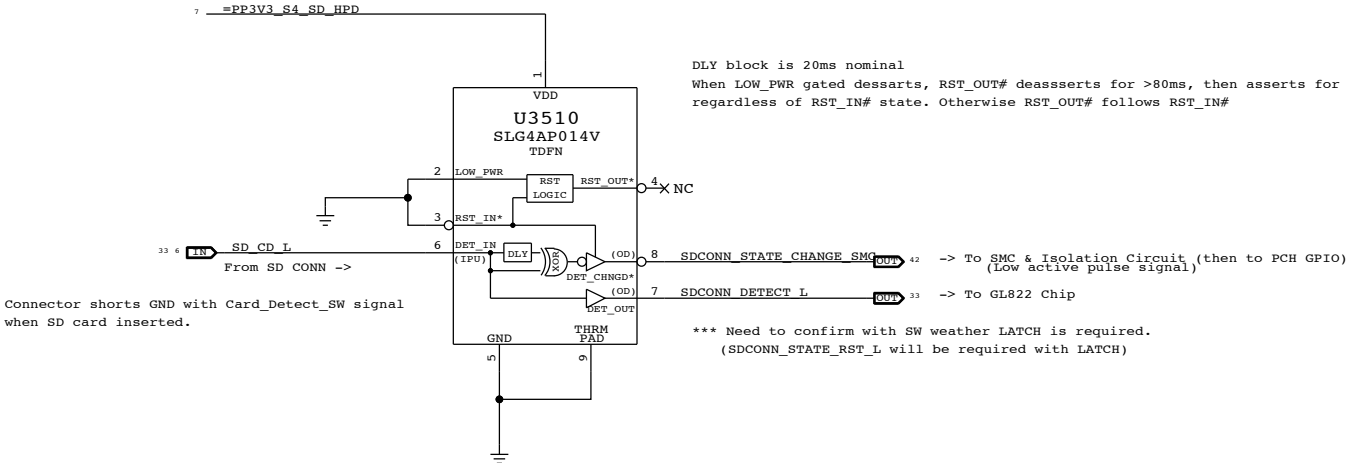 7 =PP3V3_S4_SD_HPD
DLY block is 20ms nominal
When LOW_PWR gated dessarts, RST_OUT# deassserts for >80ms, then asserts for
regardless of RST_IN# state. Otherwise RST_OUT# follows RST_IN#
1
VDD
U3510
SLG4AP014V
TDFN
2 LOW_PWR
RST
LOGIC
RST_OUT* 4 NC
3 RST_IN*
33 6 IN SD_CD_L 6 DET_IN
(IPU)
DLY
XOR
(OD) 8 SDCONN_STATE_CHANGE_SMC OUT 42 -> To SMC & Isolation Circuit (then to PCH GPIO)
(Low active pulse signal)
From SD CONN ->
DET_CHNGD*
(OD) 7 SDCONN_DETECT_L OUT 33 -> To GL822 Chip
DET_OUT
Connector shorts GND with Card_Detect_SW signal
when SD card inserted.
GND
THRM
PAD
5 9
*** Need to confirm with SW weather LATCH is required.
(SDCONN_STATE_RST_L will be required with LATCH)